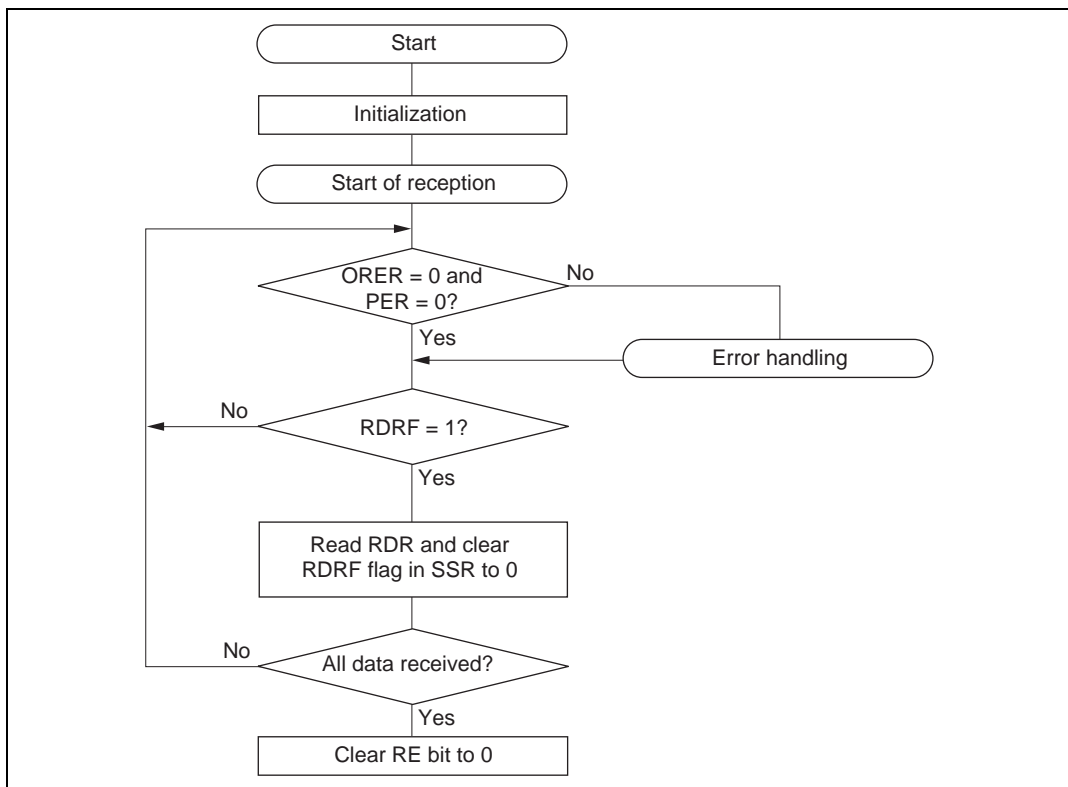 Start
Initialization
Start of reception
ORER = 0 and
PER = 0?
No
Yes
Error handling
No
RDRF = 1?
Yes
Read RDR and clear
RDRF flag in SSR to 0
No
All data received?
Yes
Clear RE bit to 0